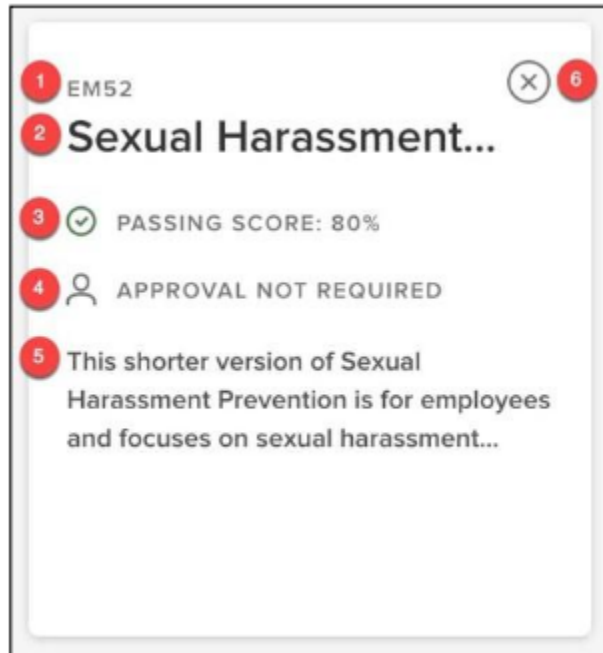 1 EM52 6
2 Sexual Harassment...
3 PASSING SCORE: 80%
4 APPROVAL NOT REQUIRED
5 This shorter version of Sexual
Harassment Prevention is for employees
and focuses on sexual harassment...